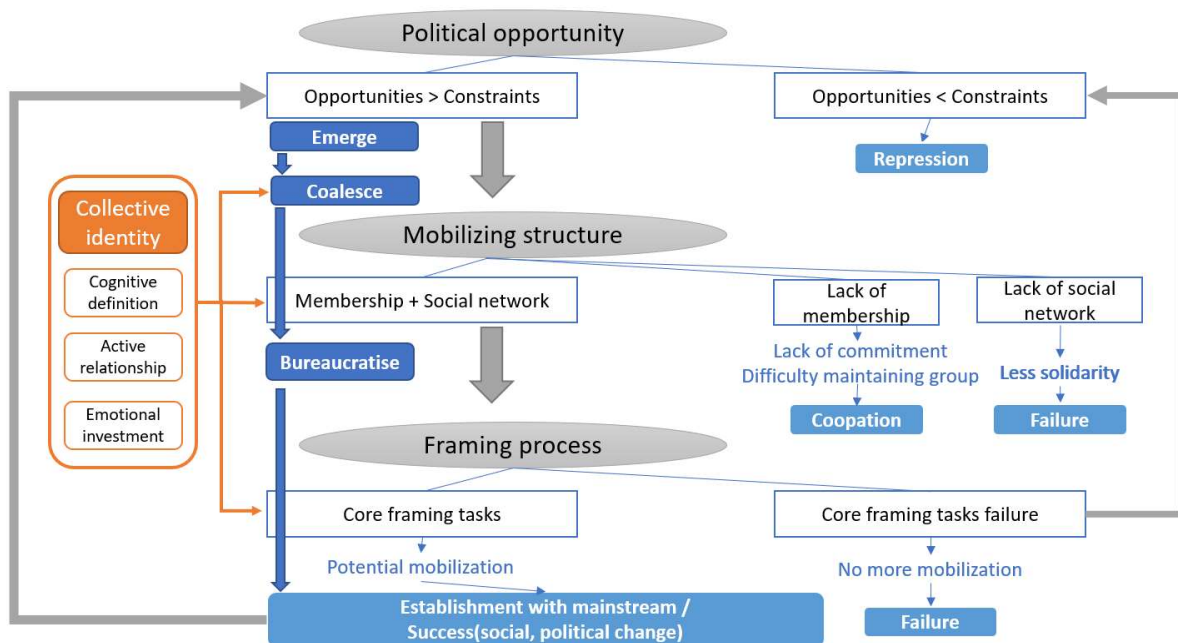 Political opportunity
Opportunities > Constraints
Opportunities < Constraints
Emerge
Repression
Coalesce
Collective
identity
Cognitive
definition
Active
relationship
Emotional
investment
Mobilizing structure
Membership + Social network
Lack of
membership
Lack of social
network
Bureaucratise
Lack of commitment
Difficulty maintaining group
Less solidarity
Coopation
Failure
Framing process
Core framing tasks
Core framing tasks failure
Potential mobilization
No more mobilization
Establishment with mainstream /
Success(social, political change)
Failure